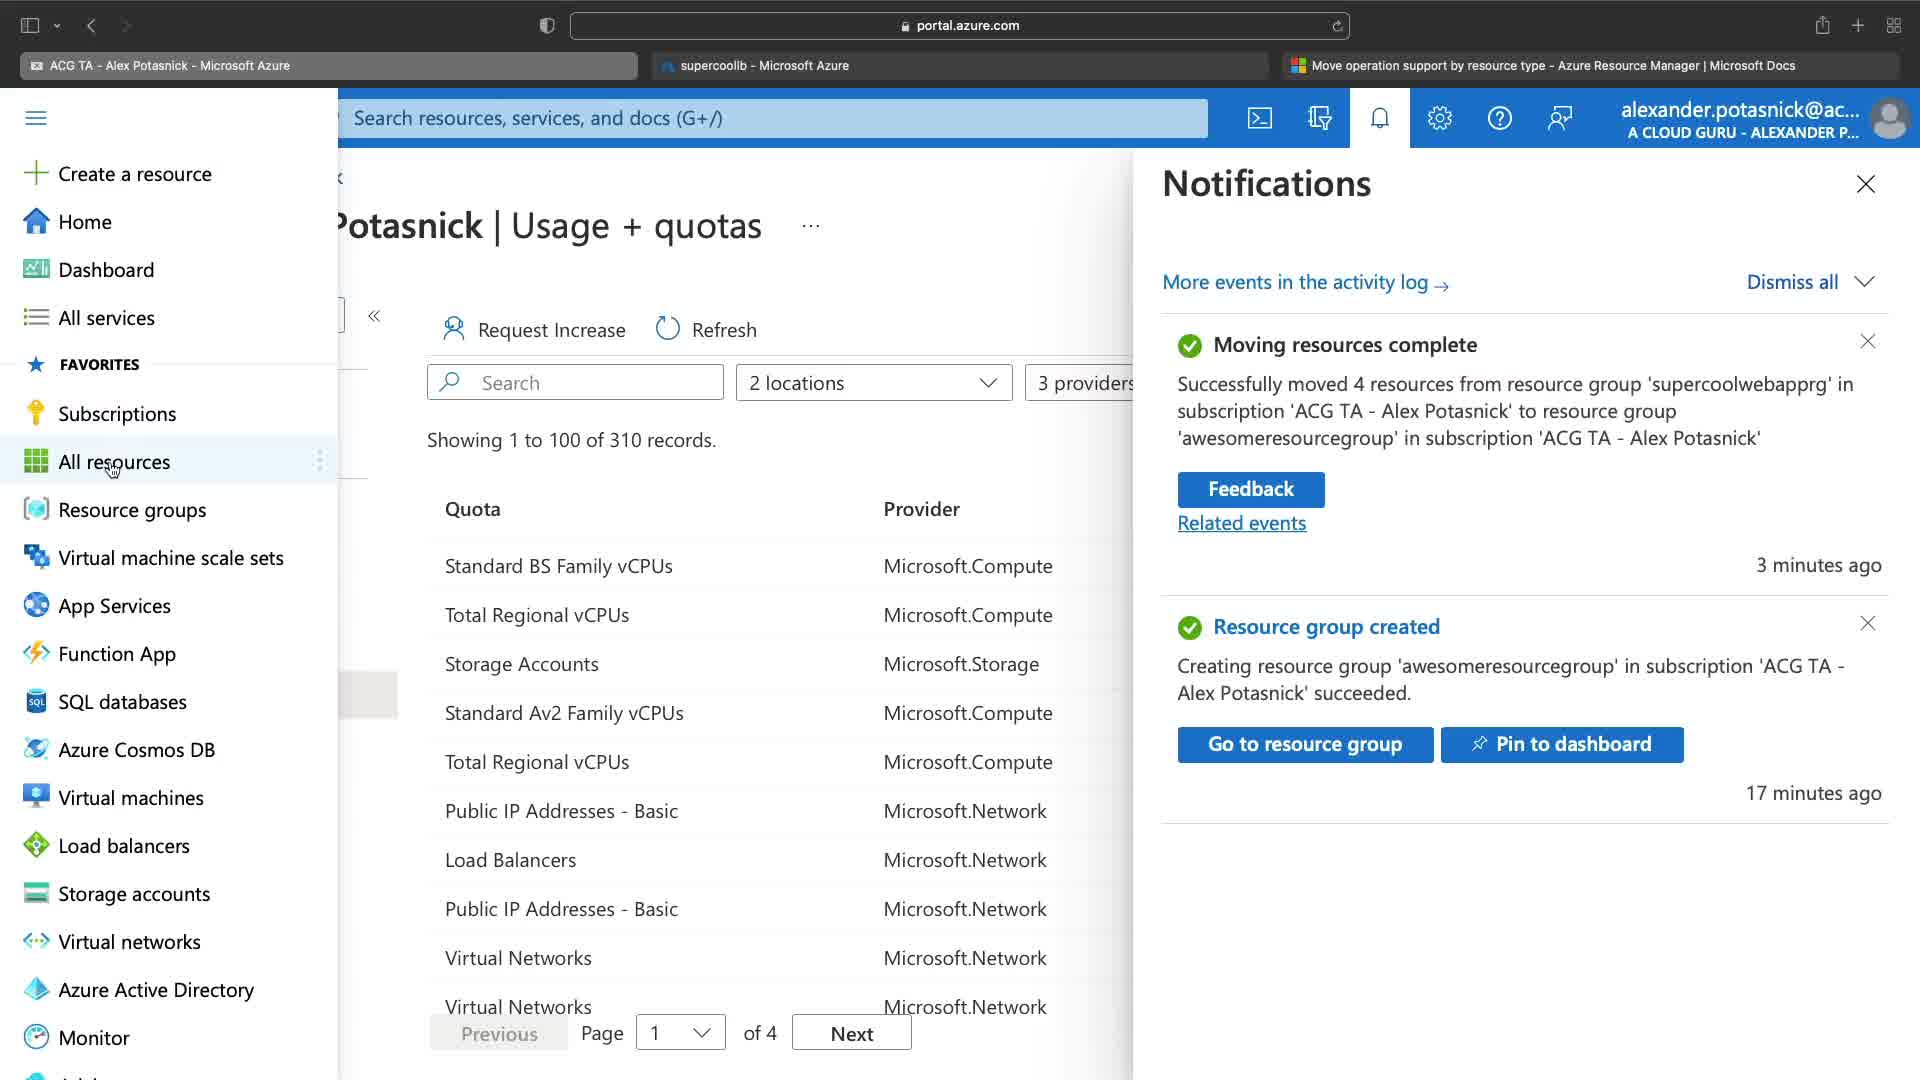 portal.azure.com
ACG TA - Alex Potasnick - Microsoft Azure
supercoollib - Microsoft Azure
Move operation support by resource type - Azure Resource Manager | Microsoft Docs
Search resources, services, and docs (G+/)
alexander.potasnick@ac...
A CLOUD GURU - ALEXANDER P...
Create a resource
Home
Dashboard
All services
FAVORITES
Subscriptions
All resources
Resource groups
Virtual machine scale sets
App Services
Function App
SQL databases
Azure Cosmos DB
Virtual machines
Load balancers
Storage accounts
Virtual networks
Azure Active Directory
Monitor
Potasnick | Usage + quotas ...
Request Increase
Refresh
Search
2 locations
3 providers
Showing 1 to 100 of 310 records.
Quota Provider
Standard BS Family vCPUs Microsoft.Compute
Total Regional vCPUs Microsoft.Compute
Storage Accounts Microsoft.Storage
Standard Av2 Family vCPUs Microsoft.Compute
Total Regional vCPUs Microsoft.Compute
Public IP Addresses - Basic Microsoft.Network
Load Balancers Microsoft.Network
Public IP Addresses - Basic Microsoft.Network
Virtual Networks Microsoft.Network
Virtual Networks Microsoft.Network
Previous Page 1 of 4 Next
Notifications
More events in the activity log →
Dismiss all
Moving resources complete
Successfully moved 4 resources from resource group 'supercoolwebapprg' in
subscription 'ACG TA - Alex Potasnick' to resource group
'awesomeresourcegroup' in subscription 'ACG TA - Alex Potasnick'
Feedback
Related events
3 minutes ago
Resource group created
Creating resource group 'awesomeresourcegroup' in subscription 'ACG TA -
Alex Potasnick' succeeded.
Go to resource group
Pin to dashboard
17 minutes ago